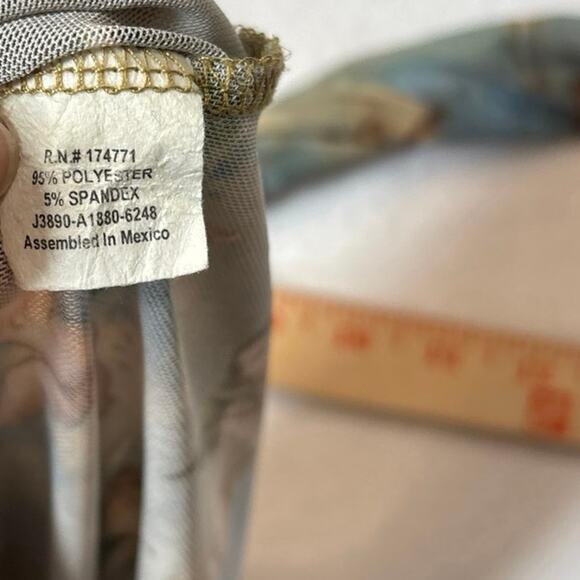 R.N.# 174771
95% POLYESTER
5% SPANDEX
J3890-A1880-6248
Assembled In Mexico